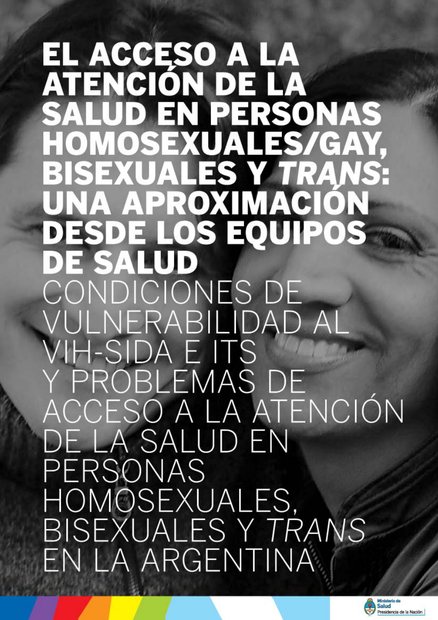 EL ACCESO A LA
ATENCIÓN DE LA
SALUD EN PERSONAS
HOMOSEXUALES/GAY,
BISEXUALES Y TRANS:
UNA APROXIMACIÓN
DESDE LOS EQUIPOS
DE SALUD
CONDICIONES DE
VULNERABILIDAD AL
VIH-SIDA E ITS
Y PROBLEMAS DE
ACCESO A LA ATENCIÓN
DE LA SALUD EN
PERSONAS
HOMOSEXUALES,
BISEXUALES Y TRANS
EN LA ARGENTINA
Ministerio de
Salud
Presidencia de la Nación